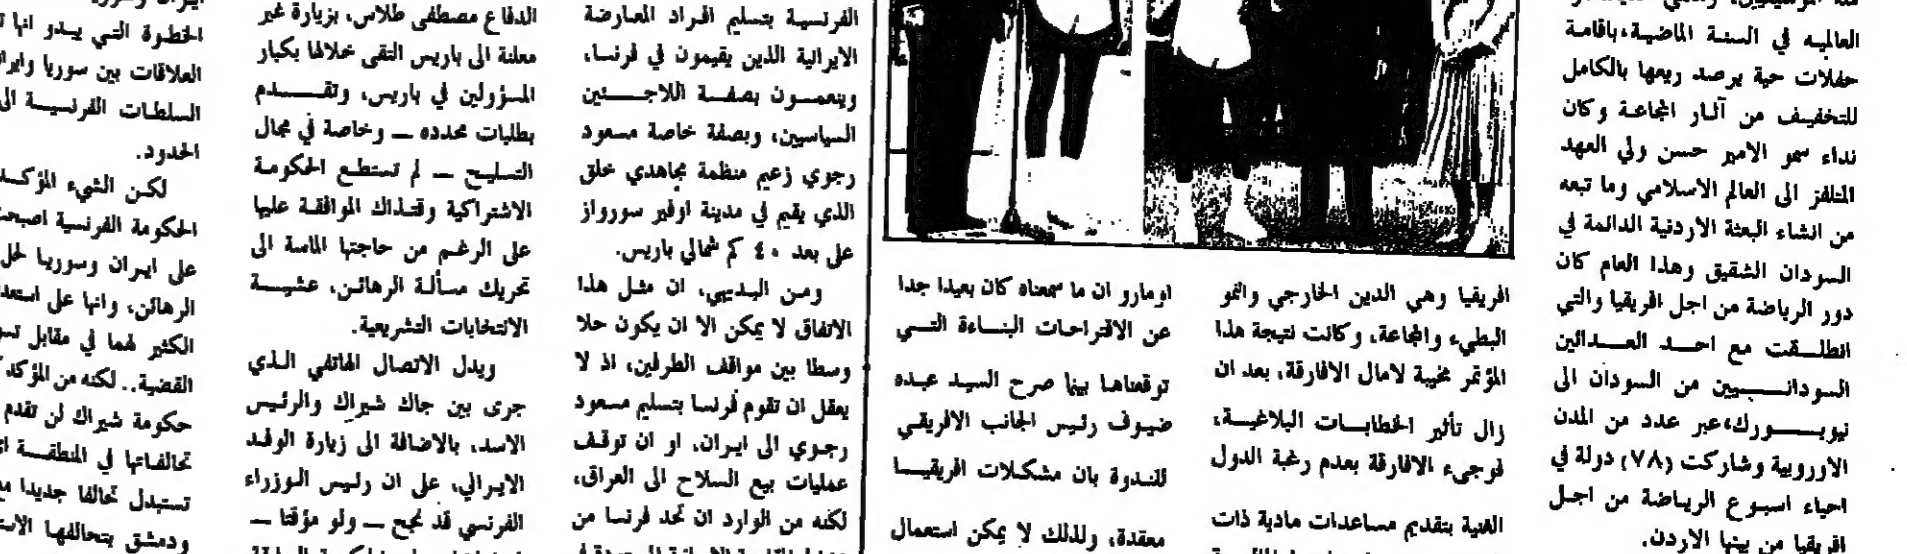 العالميه في السنة الماضية، باقامة
حفلات حية يرصد ريعها بالكامل
للتخفيف من آثار المجاعة وكان
نداء سمو الامير حسن ولي العهد
المتلفز الى العالم الاسلامي وما تبعه
من انشاء البعثة الاردنية الدائمة في
السودان الشقيق وهذا العام كان
دور الرياضة من اجل افريقيا والتي
انطلقت مع احد العدائين
السودانيين من السودان الى
نيويورك، عبر عدد من المدن
الاوروبية وشاركت (٧٨) دولة في
احياء اسبوع الرياضة من اجل
افريقيا من بينها الاردن.
افريقيا وهي الدين الخارجي والنمو
البطيء والمجاعة، وكانت نتيجة هذا
المؤتمر مخيبة لامال الافارقة، بعد ان
زال تأثير الخطابات البلاغية،
فوجىء الافارقة بعدم رغبة الدول
الغنية بتقديم مساعدات مادية ذات
اومارو ان ما سمعناه كان بعيدا جدا
عن الاقتراحات البناءة التي
توقعناها بينما صرح السيد عبده
ضيوف رئيس الجانب الافريقي
للندوة بان مشكلات افريقيا
معقدة، ولذلك لا يمكن استعمال
الفرنسية بتسليم افراد المعارضة
الايرانية الذين يقيمون في فرنسا،
وينعمون بصفة اللاجئين
السياسيين، وبصفة خاصة مسعود
رجوي زعيم منظمة مجاهدي خلق
الذي يقيم في مدينة اوفير سورواز
على بعد ٤٠ كم شمالي باريس.
ومن البديهي، ان مثل هذا
الاتفاق لا يمكن الا ان يكون حلا
وسطا بين مواقف الطرفين، اذ لا
يعقل ان تقوم فرنسا بتسليم مسعود
رجوي الى ايران، او ان توقف
عمليات بيع السلاح الى العراق،
لكنه من الوارد ان تحد فرنسا من
الدفاع مصطفى طلاس، بزيارة غير
معلنة الى باريس التقى خلالها بكبار
المسؤولين في باريس، وتقدم
بطلبات محدده — وخاصة في مجال
التسليح — لم تستطع الحكومة
الاشتراكية وقتذاك الموافقة عليها
على الرغم من حاجتها الماسة الى
تحريك مسألة الرهائن، عشية
الانتخابات التشريعية.
ويدل الاتصال الهاتفي الذي
جرى بين جاك شيراك والرئيس
الاسد، بالاضافة الى زيارة الوفد
الايرالي، على ان رئيس الوزراء
الفرنسي قد نجح — ولو مؤقتا —
الخطوة التي يبدو انها
العلاقات بين سوريا
السلطات الفرنسية
الحدود.
لكن الشيء
الحكومة الفرنسية
على ايران وسوريا
الرهائن، وانها على
الكثير لهما في مقابل
القضية.. لكنه من المؤكد
حكومة شيراك لن تقدم
تحالفاتها في المنطقة
تستبدل تحالفا جديدا
ودمشق بتحالفها